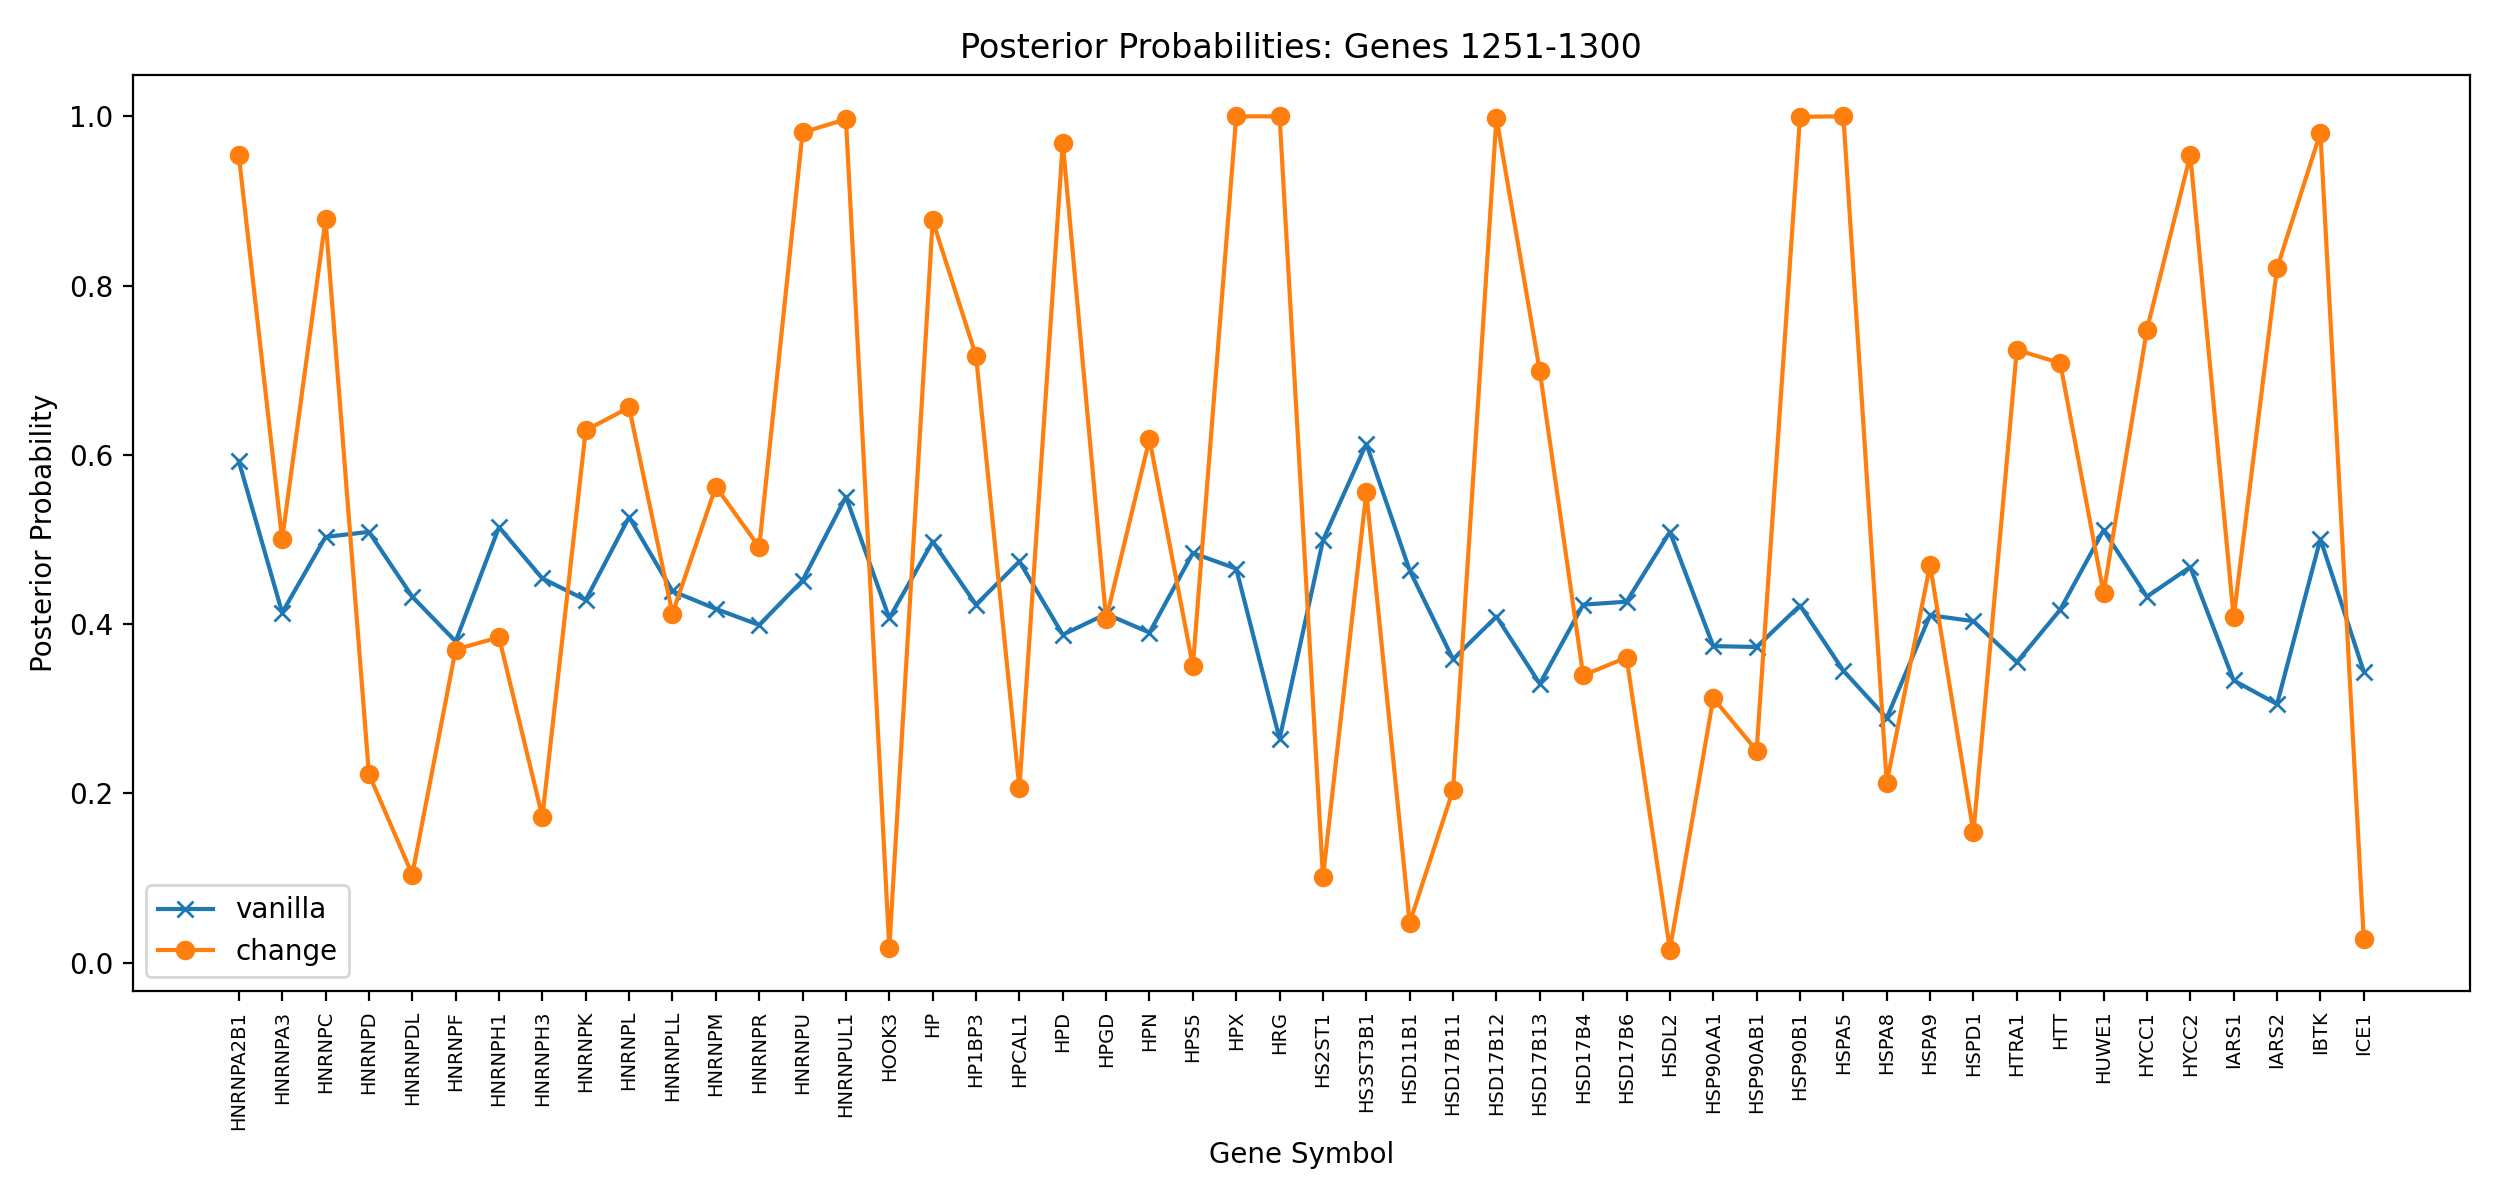 Posterior Probabilities: Genes 1251-1300
Posterior Probability
1.0
0.8
0.6
0.4
0.2
0.0
vanilla
change
HNRNPA2B1
HNRNPA3
HNRNPC
HNRNPD
HNRNPDL
HNRNPF
HNRNPH1
HNRNPH3
HNRNPK
HNRNPL
HNRNPLL
HNRNPM
HNRNPR
HNRNPU
HNRNPUL1
HOOK3
HP
HP1BP3
HPCAL1
HPD
HPGD
HPN
HPS5
HPX
HRG
HS2ST1
HS3ST3B1
HSD11B1
HSD17B11
HSD17B12
HSD17B13
HSD17B4
HSD17B6
HSDL2
HSP90AA1
HSP90AB1
HSP90B1
HSPA5
HSPA8
HSPA9
HSPD1
HTRA1
HTT
HUWE1
HYCC1
HYCC2
IARS1
IARS2
IBTK
ICE1
Gene Symbol